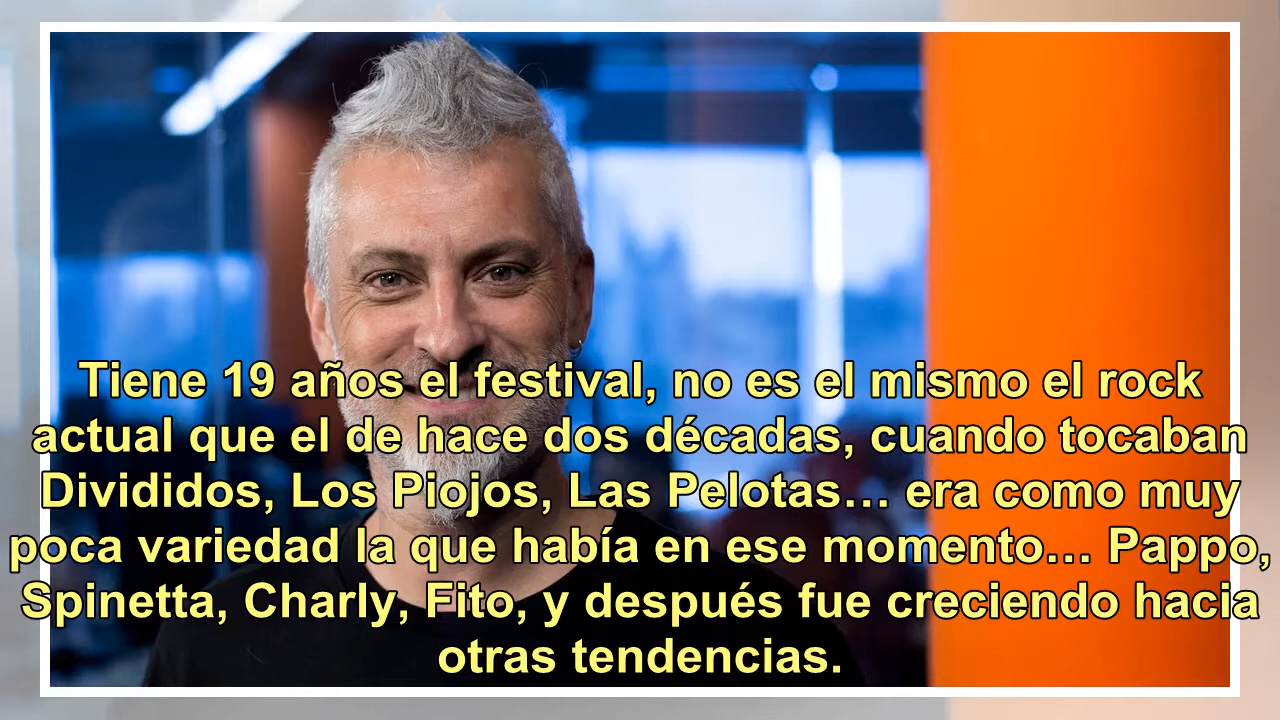 Tiene 19 años el festival, no es el mismo el rock
actual que el de hace dos décadas, cuando tocaban
Divididos, Los Piojos, Las Pelotas… era como muy
poca variedad la que había en ese momento… Pappo,
Spinetta, Charly, Fito, y después fue creciendo hacia
otras tendencias.